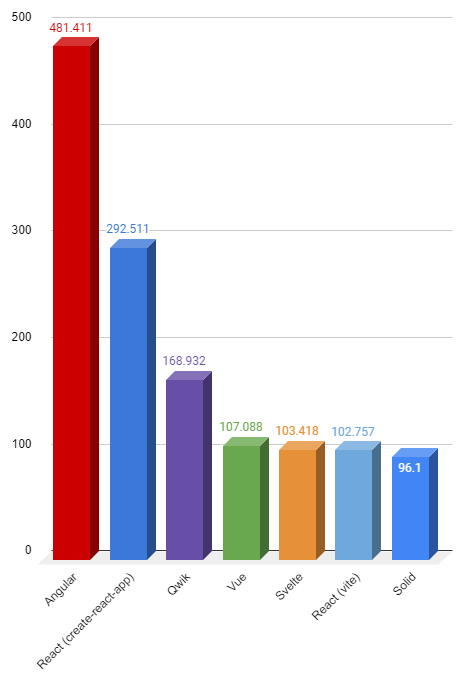 500
481.411
400
300
292.511
200
168.932
107.088
103.418
102.757
100
96.1
0
Angular
React (create-react-app)
Qwik
Vue
Svelte
React (vite)
Solid